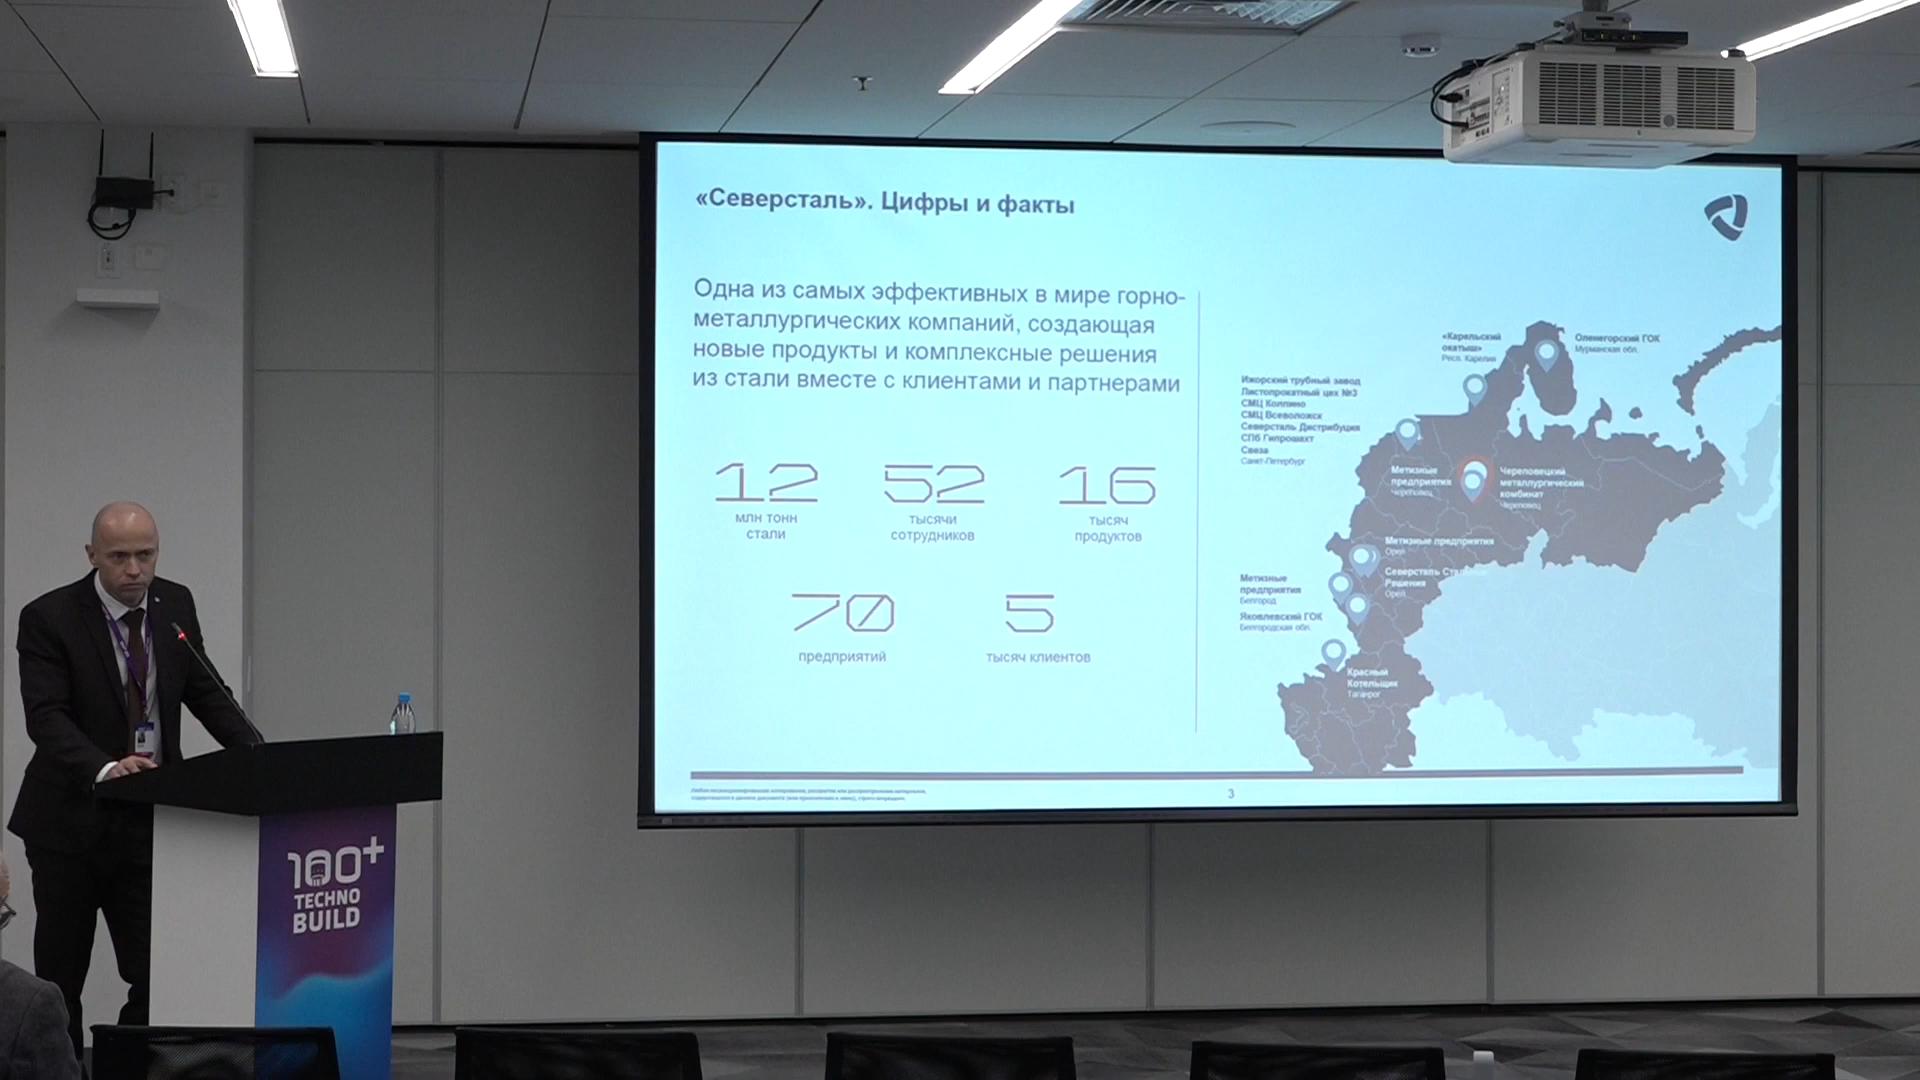 «Северсталь». Цифры и факты
Одна из самых эффективных в мире горно-
металлургических компаний, создающая
новые продукты и комплексные решения
из стали вместе с клиентами и партнерами
12
млн тонн
стали
52
тысячи
сотрудников
16
тысяч
продуктов
70
предприятий
5
тысяч клиентов
«Карельский
окатыш»
Респ. Карелия
Оленегорский ГОК
Мурманская обл.
Ижорский трубный завод
Листопрокатный цех №3
СМЦ Колпино
СМЦ Всеволожск
Северсталь Дистрибуция
СПб Гипрошахт
Свеза
Санкт-Петербург
Метизные
предприятия
Череповец
Череповецкий
металлургический
комбинат
Череповец
Метизные предприятия
Орел
Северсталь Стальные
Решения
Орел
Метизные
предприятия
Белгород
Яковлевский ГОК
Белгородская обл.
Красный
Котельщик
Таганрог
3
100+
TECHNO
BUILD